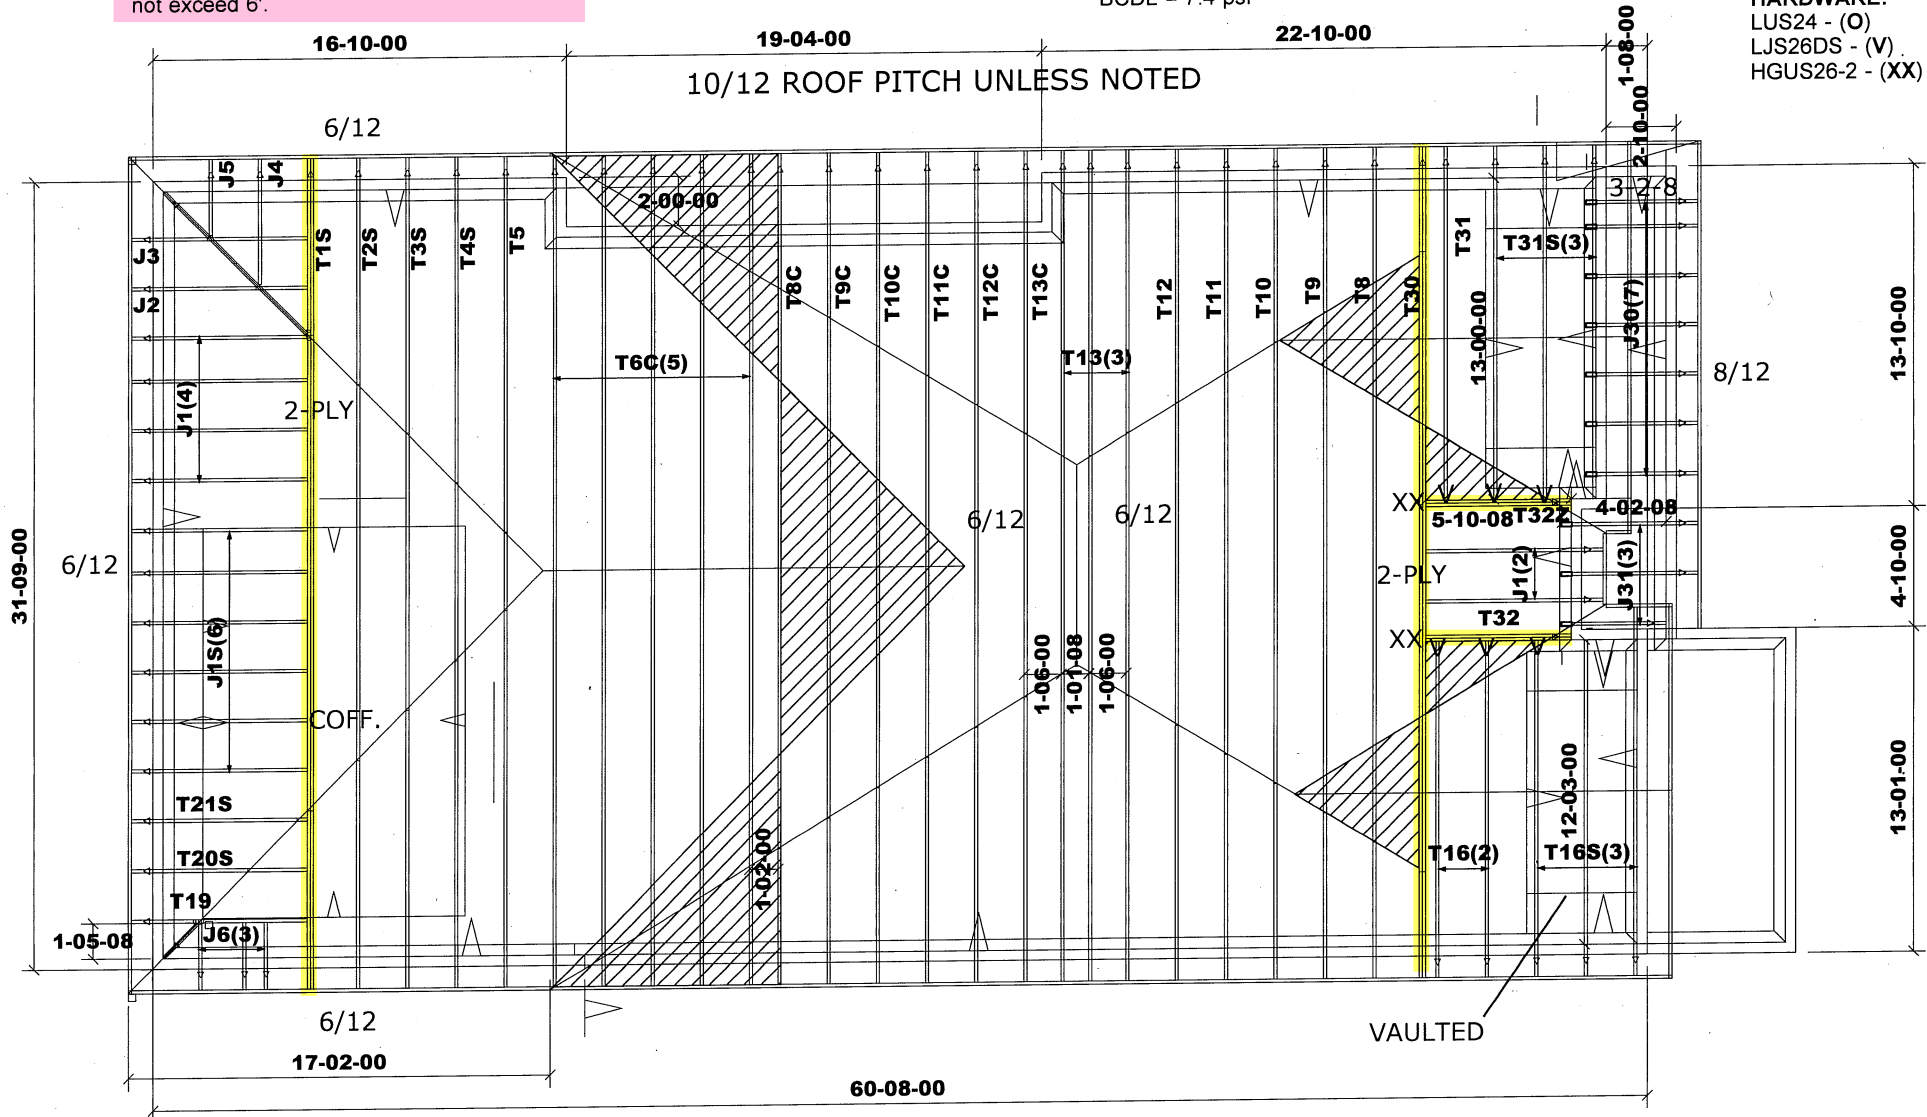 not exceed 6'.
HARDWARE:
LUS24 - (O)
LJS26DS - (V)
HGUS26-2 - (XX)
16-10-00
19-04-00
22-10-00
1-08-00
10/12 ROOF PITCH UNLESS NOTED
6/12
2-10-00
J5
J4
2-00-00
3-2-8
J3
J2
T1S
T2S
T3S
T4S
T5
T8C
T9C
T10C
T11C
T12C
T13C
T12
T11
T10
T9
T8
T30
T31
T31S(3)
13-00-00
J30(7)
13-10-00
T6C(5)
T13(3)
8/12
J1(4)
2-PLY
XX
5-10-08
T32Z
4-02-08
6/12
6/12
31-09-00
6/12
2-PLY
J1(2)
J31(3)
4-10-00
T32
XX
J1S(6)
1-06-00
1-01-08
1-06-00
COFF.
T21S
T20S
T19
J6(3)
1-05-08
1-02-00
12-03-00
13-01-00
T16(2)
T16S(3)
6/12
VAULTED
17-02-00
60-08-00